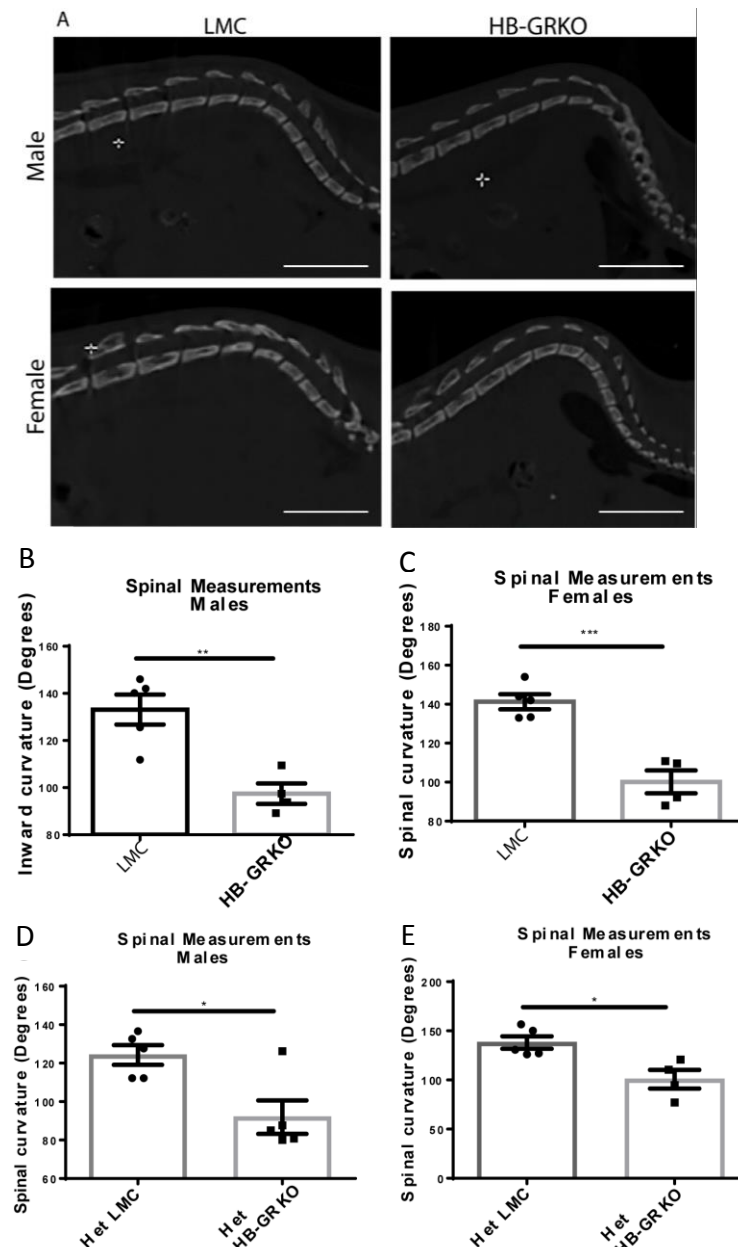 A
LMC
HB-GRKO
Male
Female
B
Spinal Measurements
Males
Inward curvature (Degrees)
160
140
120
100
80
**
LMC
HB-GRKO
C
Spinal Measurements
Females
Spinal curvature (Degrees)
180
160
140
120
100
80
***
LMC
HB-GRKO
D
Spinal Measurements
Males
Spinal curvature (Degrees)
160
140
120
100
80
60
*
Het LMC
Het
HB-GRKO
E
Spinal Measurements
Females
Spinal curvature (Degrees)
200
150
100
50
0
*
Het LMC
Het
HB-GRKO